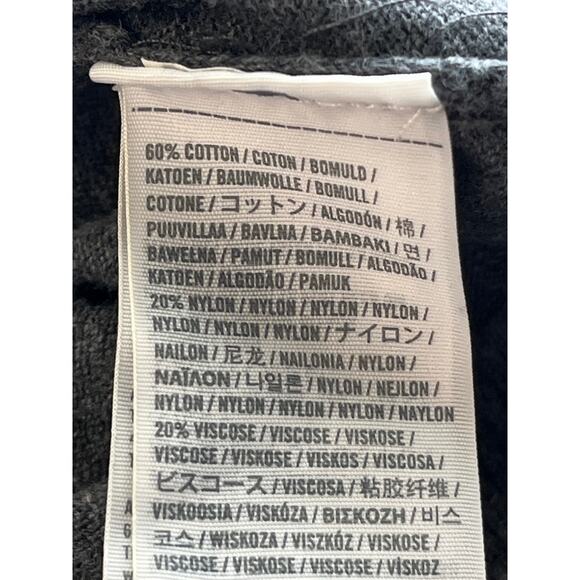 60% COTTON / COTON / BOMULD /
KATOEN / BAUMWOLLE / BOMULL /
COTONE / コットン / ALGODÓN / 棉 /
PUUVILLAA / BAVLNA / BAMBAKI / 면 /
BAWEŁNA / PAMUT / BOMULL / ALGODÃO /
KATOEN / ALGODÃO / PAMUK
20% NYLON / NYLON / NYLON / NYLON /
NYLON / NYLON / NYLON / ナイロン /
NAILON / 尼龙 / NAILONIA / NYLON /
ΝΑΪΛΟΝ / 나일론 / NYLON / NEJLON /
NYLON / NYLON / NYLON / NYLON / NAYLON
20% VISCOSE / VISCOSE / VISKOSE /
VISCOSE / VISKOSE / VISKOS / VISCOSA /
ビスコース / VISCOSA / 粘胶纤维 /
VISKOOSIA / VISKÓZA / ΒΙΣΚΟΖΗ / 비스
코스 / WISKOZA / VISZKÓZ / VISKOSE /
VISCOSE / VISKOSE / VISCOSE / VİSKOZ